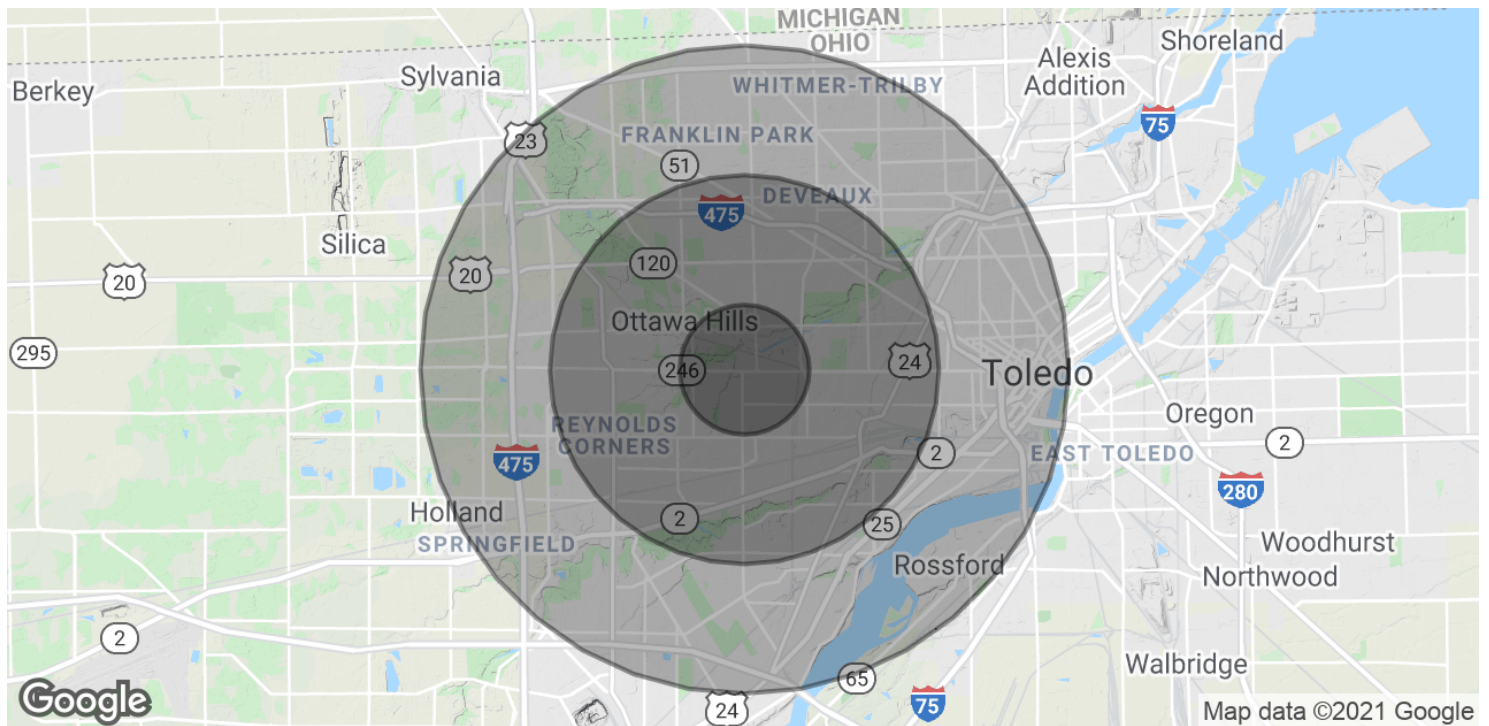 MICHIGAN
OHIO
Shoreland
Alexis
Addition
Sylvania
Berkey
WHITMER-TRILBY
75
23
FRANKLIN PARK
51
DEVEAUX
475
Silica
120
20
20
Ottawa Hills
295
24
246
Toledo
Oregon
REYNOLDS
CORNERS
2
2
EAST TOLEDO
475
280
Holland
2
25
SPRINGFIELD
Woodhurst
Rossford
Northwood
2
Walbridge
65
Google
24
75
Map data ©2021 Google